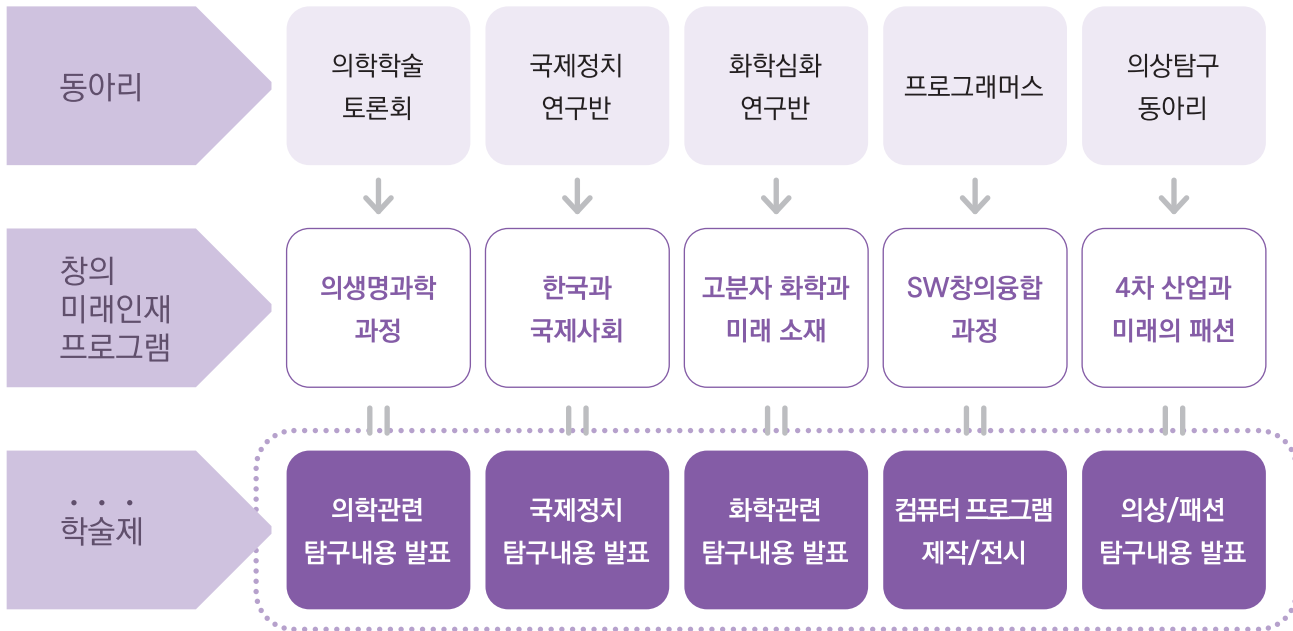 동아리
의학학술
토론회
국제정치
연구반
화학심화
연구반
프로그래머스
의상탐구
동아리
창의
미래인재
프로그램
의생명과학
과정
한국과
국제사회
고분자 화학과
미래 소재
SW창의융합
과정
4차 산업과
미래의 패션
학술제
의학관련
탐구내용 발표
국제정치
탐구내용 발표
화학관련
탐구내용 발표
컴퓨터 프로그램
제작/전시
의상/패션
탐구내용 발표